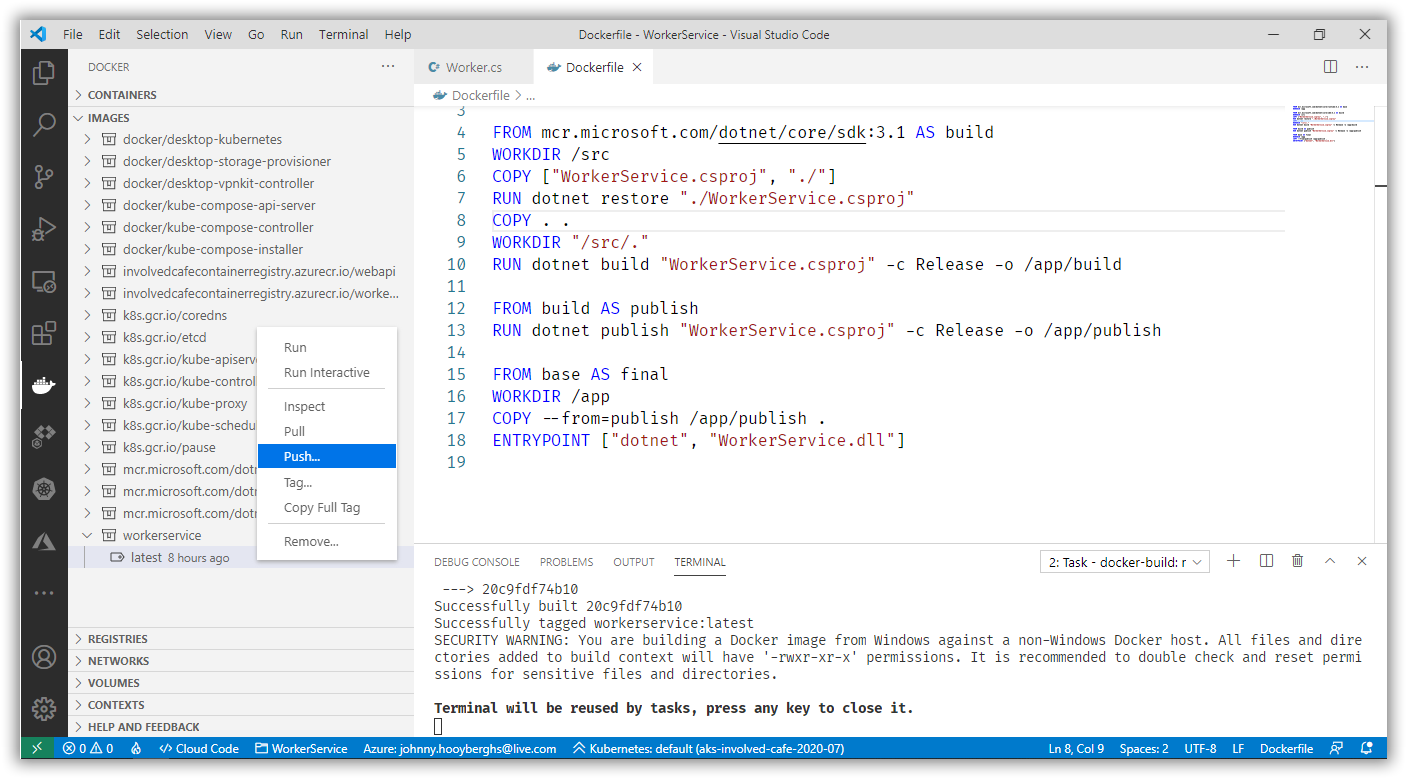 File Edit Selection View Go Run Terminal Help
Dockerfile - WorkerService - Visual Studio Code
DOCKER
CONTAINERS
IMAGES
docker/desktop-kubernetes
docker/desktop-storage-provisioner
docker/desktop-vpnkit-controller
docker/kube-compose-api-server
docker/kube-compose-controller
docker/kube-compose-installer
involvedcafecontainerregistry.azurecr.io/webapi
involvedcafecontainerregistry.azurecr.io/worke...
k8s.gcr.io/coredns
k8s.gcr.io/etcd
k8s.gcr.io/kube-apiserv
k8s.gcr.io/kube-control
k8s.gcr.io/kube-proxy
k8s.gcr.io/kube-schedu
k8s.gcr.io/pause
mcr.microsoft.com/dotn
mcr.microsoft.com/dotn
mcr.microsoft.com/dotn
workerservice
latest 8 hours ago
REGISTRIES
NETWORKS
VOLUMES
CONTEXTS
HELP AND FEEDBACK
Run
Run Interactive
Inspect
Pull
Push...
Tag...
Copy Full Tag
Remove...
Worker.cs
Dockerfile
Dockerfile > ...
3
4 FROM mcr.microsoft.com/dotnet/core/sdk:3.1 AS build
5 WORKDIR /src
6 COPY ["WorkerService.csproj", "./"]
7 RUN dotnet restore "./WorkerService.csproj"
8 COPY . .
9 WORKDIR "/src/."
10 RUN dotnet build "WorkerService.csproj" -c Release -o /app/build
11
12 FROM build AS publish
13 RUN dotnet publish "WorkerService.csproj" -c Release -o /app/publish
14
15 FROM base AS final
16 WORKDIR /app
17 COPY --from=publish /app/publish .
18 ENTRYPOINT ["dotnet", "WorkerService.dll"]
19
DEBUG CONSOLE PROBLEMS OUTPUT TERMINAL
2: Task - docker-build: r
---> 20c9fdf74b10
Successfully built 20c9fdf74b10
Successfully tagged workerservice:latest
SECURITY WARNING: You are building a Docker image from Windows against a non-Windows Docker host. All files and dire
ctories added to build context will have '-rwxr-xr-x' permissions. It is recommended to double check and reset permi
ssions for sensitive files and directories.
Terminal will be reused by tasks, press any key to close it.
0 0 Cloud Code WorkerService Azure: johnny.hooyberghs@live.com Kubernetes: default (aks-involved-cafe-2020-07) Ln 8, Col 9 Spaces: 2 UTF-8 LF Dockerfile